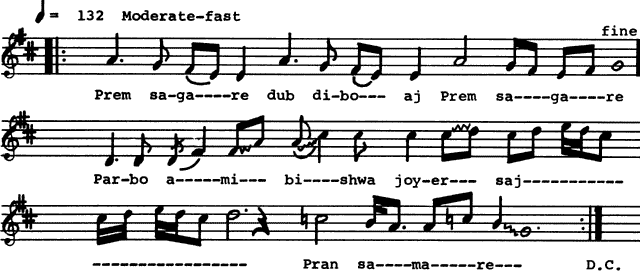 ♩= 132 Moderate-fast
fine
Prem sa-ga----re dub di-bo--- aj Prem sa----ga----re
Par-bo a-----mi--- bi----shwa joy-er--- saj------------
----------------- Pran sa----ma----re--- D.C.